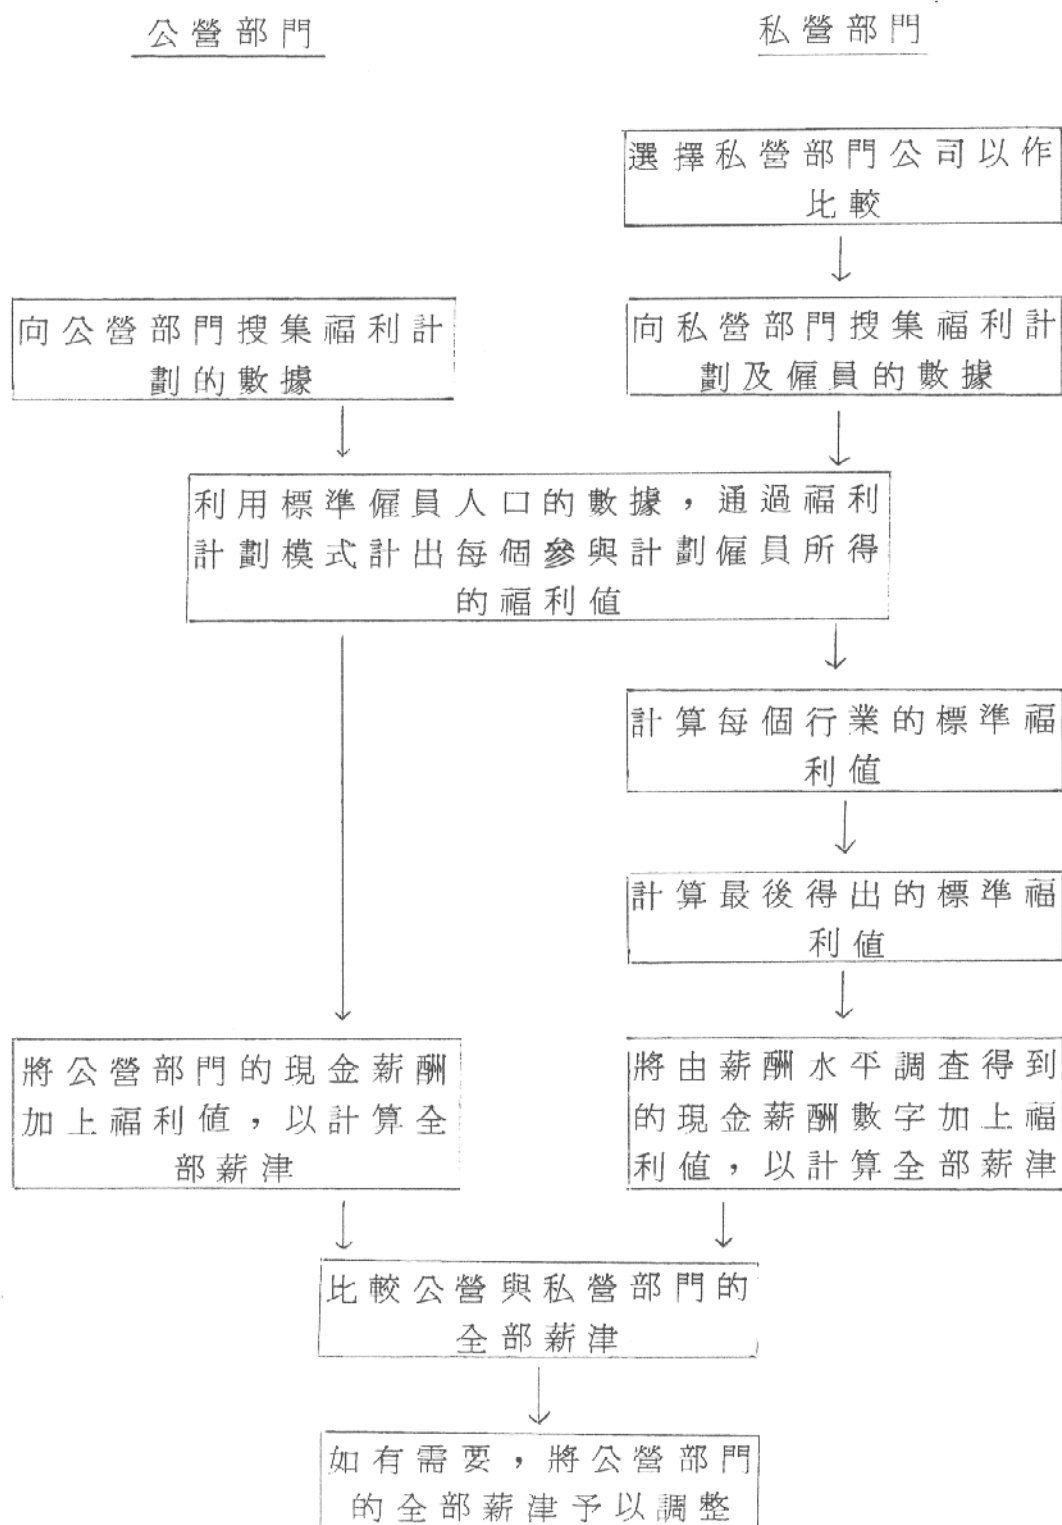 公營部門
私營部門
選擇私營部門公司以作
比較
向公營部門搜集福利計
劃的數據
向私營部門搜集福利計
劃及僱員的數據
利用標準僱員人口的數據，通過福利
計劃模式計出每個參與計劃僱員所得
的福利值
計算每個行業的標準福
利值
計算最後得出的標準福
利值
將公營部門的現金薪酬
加上福利值，以計算全
部薪津
將由薪酬水平調查得到
的現金薪酬數字加上福
利值，以計算全部薪津
比較公營與私營部門的
全部薪津
如有需要，將公營部門
的全部薪津予以調整